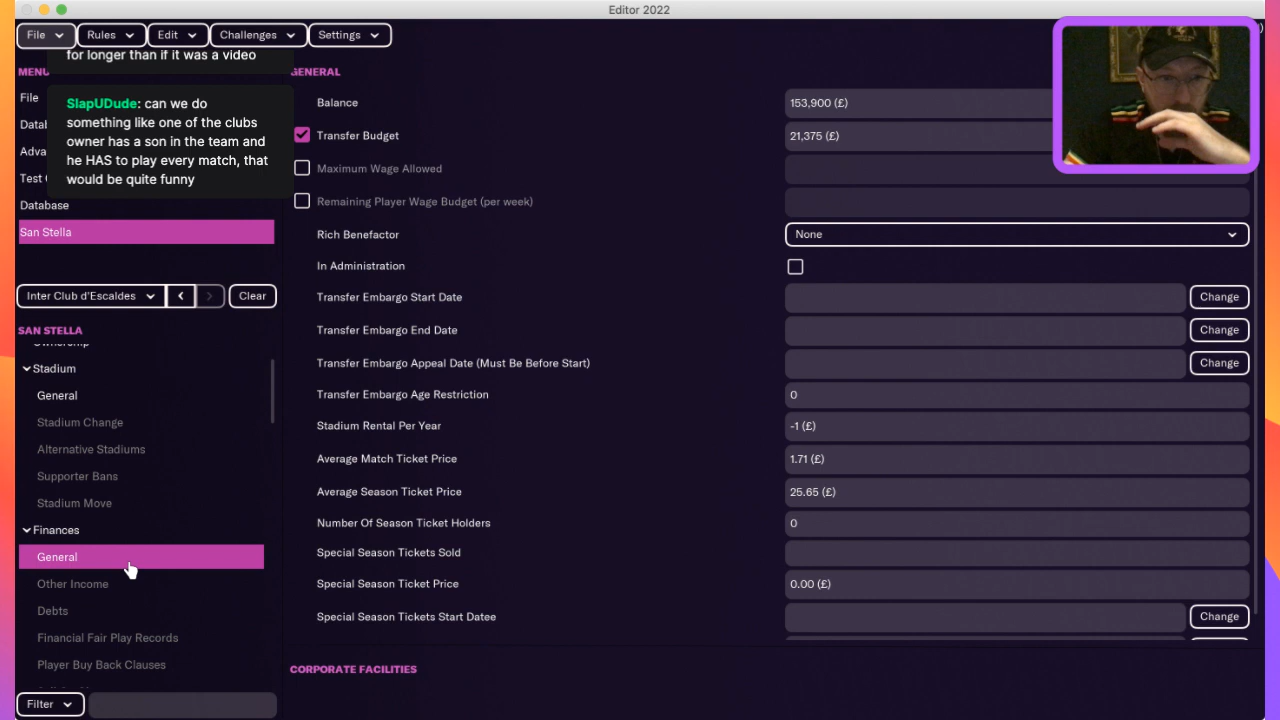 Editor 2022
File
Rules
Edit
Challenges
Settings
for longer than if it was a video
SlapUDude: can we do
something like one of the clubs
owner has a son in the team and
he HAS to play every match, that
would be quite funny
MENU
File
Datab
Adva
Test C
Database
San Stella
Inter Club d'Escaldes
Clear
SAN STELLA
Ownership
Stadium
General
Stadium Change
Alternative Stadiums
Supporter Bans
Stadium Move
Finances
General
Other Income
Debts
Financial Fair Play Records
Player Buy Back Clauses
Filter
GENERAL
Balance
153,900 (£)
Transfer Budget
21,375 (£)
Maximum Wage Allowed
Remaining Player Wage Budget (per week)
Rich Benefactor
None
In Administration
Transfer Embargo Start Date
Change
Transfer Embargo End Date
Change
Transfer Embargo Appeal Date (Must Be Before Start)
Change
Transfer Embargo Age Restriction
0
Stadium Rental Per Year
-1 (£)
Average Match Ticket Price
1.71 (£)
Average Season Ticket Price
25.65 (£)
Number Of Season Ticket Holders
0
Special Season Tickets Sold
Special Season Ticket Price
0.00 (£)
Special Season Tickets Start Datee
Change
CORPORATE FACILITIES